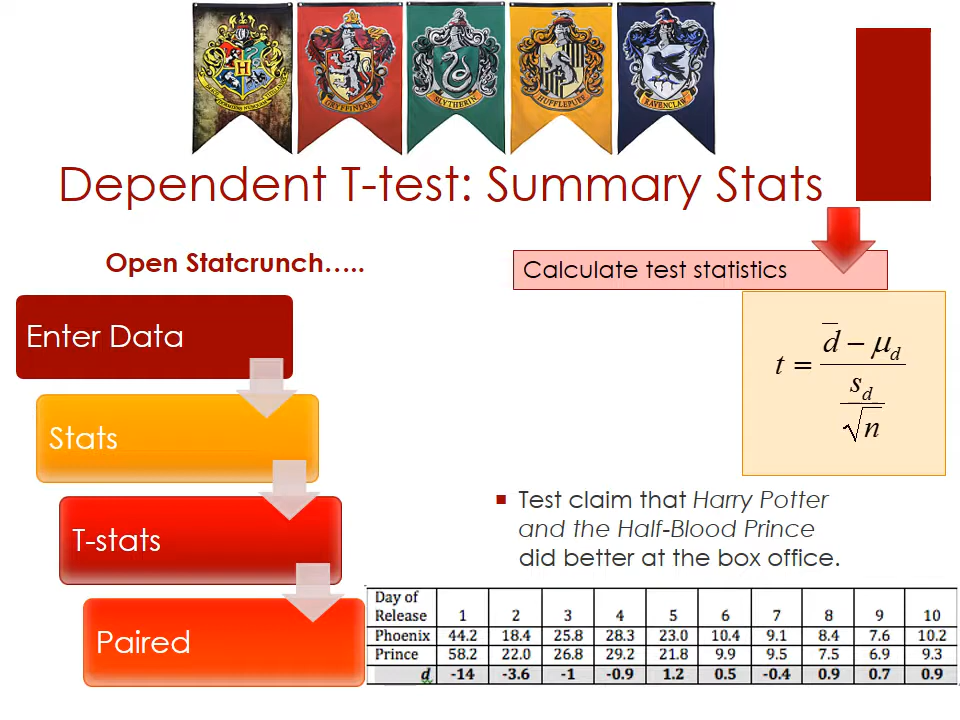 GRYFFINDOR
SLYTHERIN
HUFFLEPUFF
RAVENCLAW
Dependent T-test: Summary Stats
Open Statcrunch…..
Enter Data
Stats
T-stats
Paired
Calculate test statistics
t = (d̄ − μd) / (sd / √n)
▪ Test claim that Harry Potter
and the Half-Blood Prince
did better at the box office.
Day of
Release 1 2 3 4 5 6 7 8 9 10
Phoenix 44.2 18.4 25.8 28.3 23.0 10.4 9.1 8.4 7.6 10.2
Prince 58.2 22.0 26.8 29.2 21.8 9.9 9.5 7.5 6.9 9.3
d -14 -3.6 -1 -0.9 1.2 0.5 -0.4 0.9 0.7 0.9